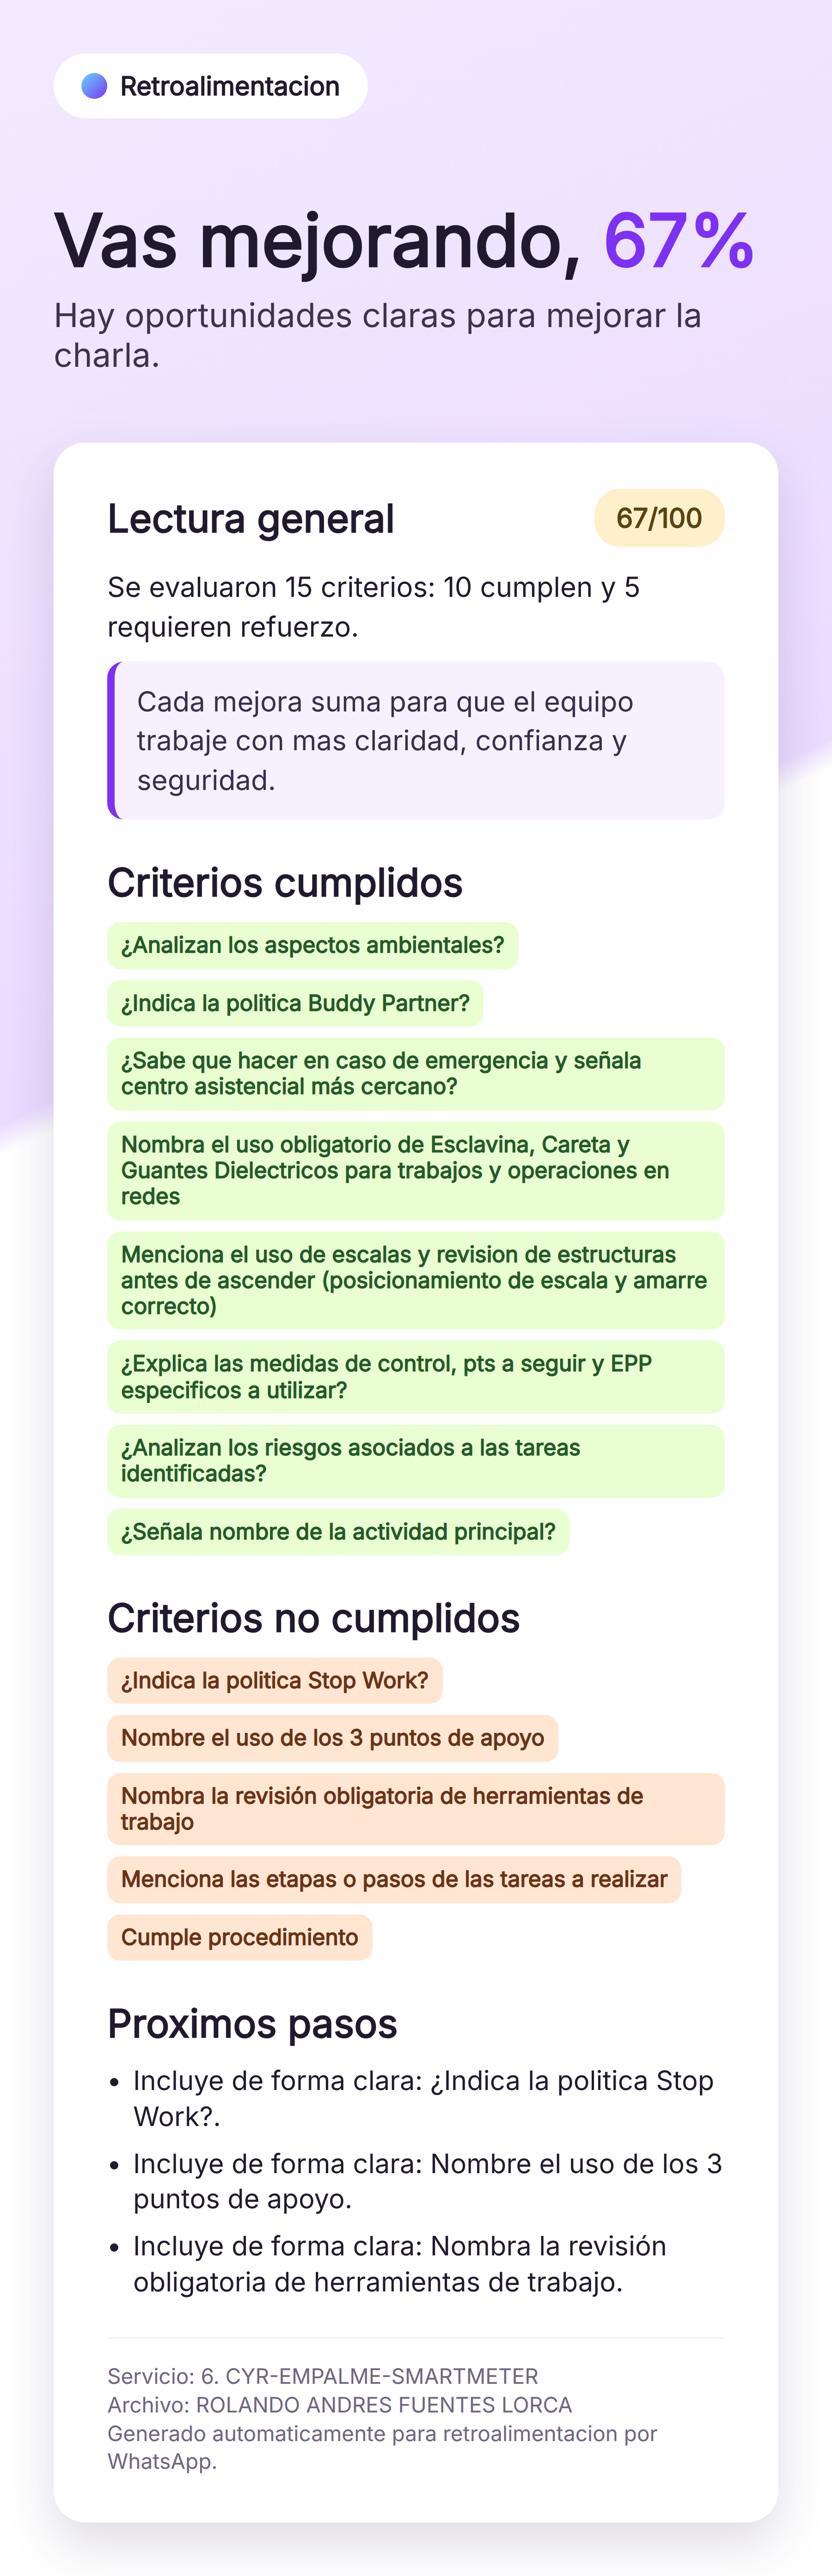 Retroalimentacion
Vas mejorando, 67%
Hay oportunidades claras para mejorar la
charla.
Lectura general
67/100
Se evaluaron 15 criterios: 10 cumplen y 5
requieren refuerzo.
Cada mejora suma para que el equipo
trabaje con mas claridad, confianza y
seguridad.
Criterios cumplidos
¿Analizan los aspectos ambientales?
¿Indica la politica Buddy Partner?
¿Sabe que hacer en caso de emergencia y señala
centro asistencial más cercano?
Nombra el uso obligatorio de Esclavina, Careta y
Guantes Dielectricos para trabajos y operaciones en
redes
Menciona el uso de escalas y revision de estructuras
antes de ascender (posicionamiento de escala y amarre
correcto)
¿Explica las medidas de control, pts a seguir y EPP
especificos a utilizar?
¿Analizan los riesgos asociados a las tareas
identificadas?
¿Señala nombre de la actividad principal?
Criterios no cumplidos
¿Indica la politica Stop Work?
Nombre el uso de los 3 puntos de apoyo
Nombra la revisión obligatoria de herramientas de
trabajo
Menciona las etapas o pasos de las tareas a realizar
Cumple procedimiento
Proximos pasos
• Incluye de forma clara: ¿Indica la politica Stop
Work?.
• Incluye de forma clara: Nombre el uso de los 3
puntos de apoyo.
• Incluye de forma clara: Nombra la revisión
obligatoria de herramientas de trabajo.
Servicio: 6. CYR-EMPALME-SMARTMETER
Archivo: ROLANDO ANDRES FUENTES LORCA
Generado automaticamente para retroalimentacion por
WhatsApp.